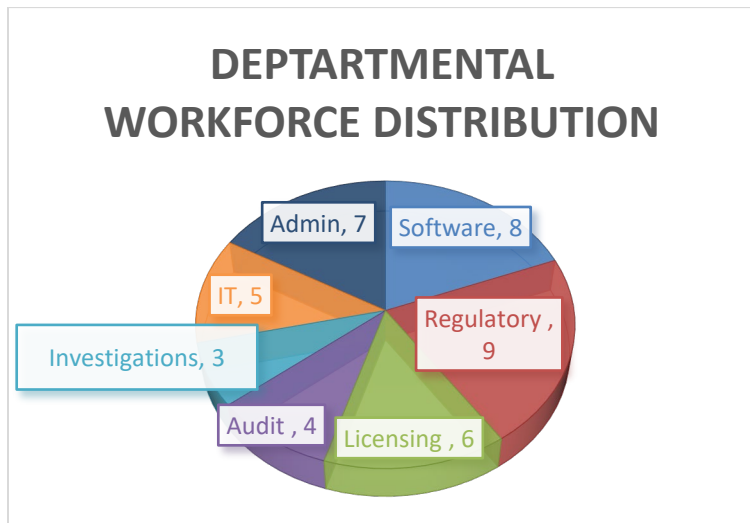 DEPTARTMENTAL
WORKFORCE DISTRIBUTION
Admin, 7
Software, 8
IT, 5
Regulatory ,
9
Investigations, 3
Audit , 4
Licensing , 6